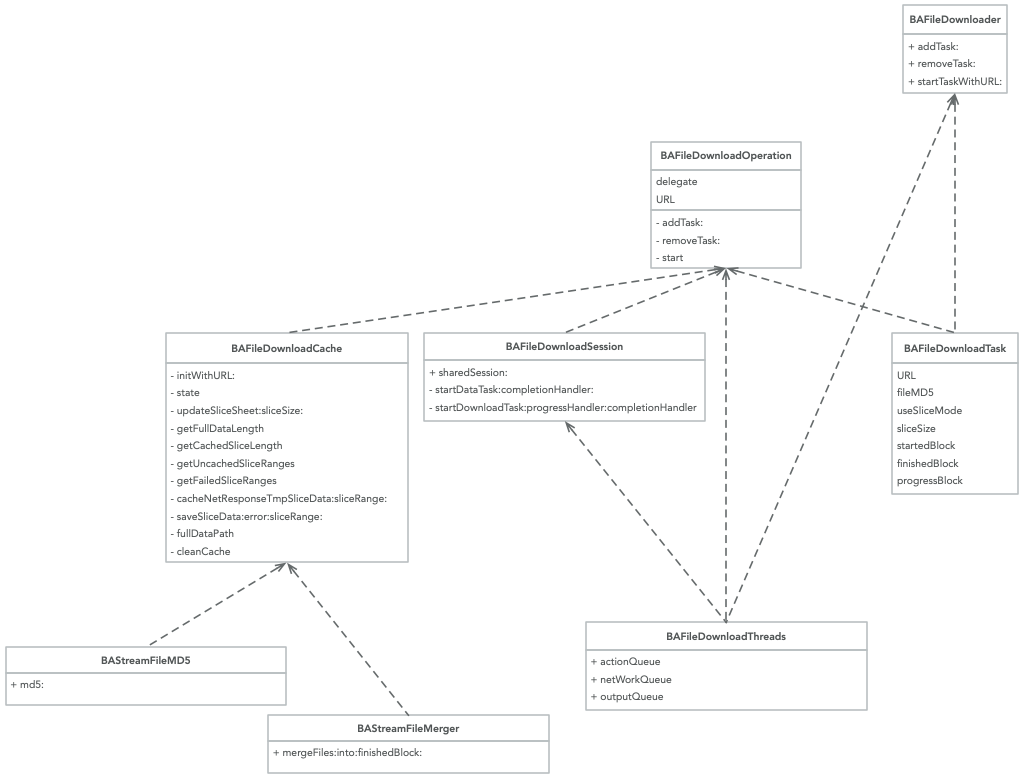 BAFileDownloader
+ addTask:
+ removeTask:
+ startTaskWithURL:
BAFileDownloadOperation
delegate
URL
- addTask:
- removeTask:
- start
BAFileDownloadCache
- initWithURL:
- state
- updateSliceSheet:sliceSize:
- getFullDataLength
- getCachedSliceLength
- getUncachedSliceRanges
- getFailedSliceRanges
- cacheNetResponseTmpSliceData:sliceRange:
- saveSliceData:error:sliceRange:
- fullDataPath
- cleanCache
BAFileDownloadSession
+ sharedSession:
- startDataTask:completionHandler:
- startDownloadTask:progressHandler:completionHandler
BAFileDownloadTask
URL
fileMD5
useSliceMode
sliceSize
startedBlock
finishedBlock
progressBlock
BAFileDownloadThreads
+ actionQueue
+ netWorkQueue
+ outputQueue
BAStreamFileMD5
+ md5:
BAStreamFileMerger
+ mergeFiles:into:finishedBlock: